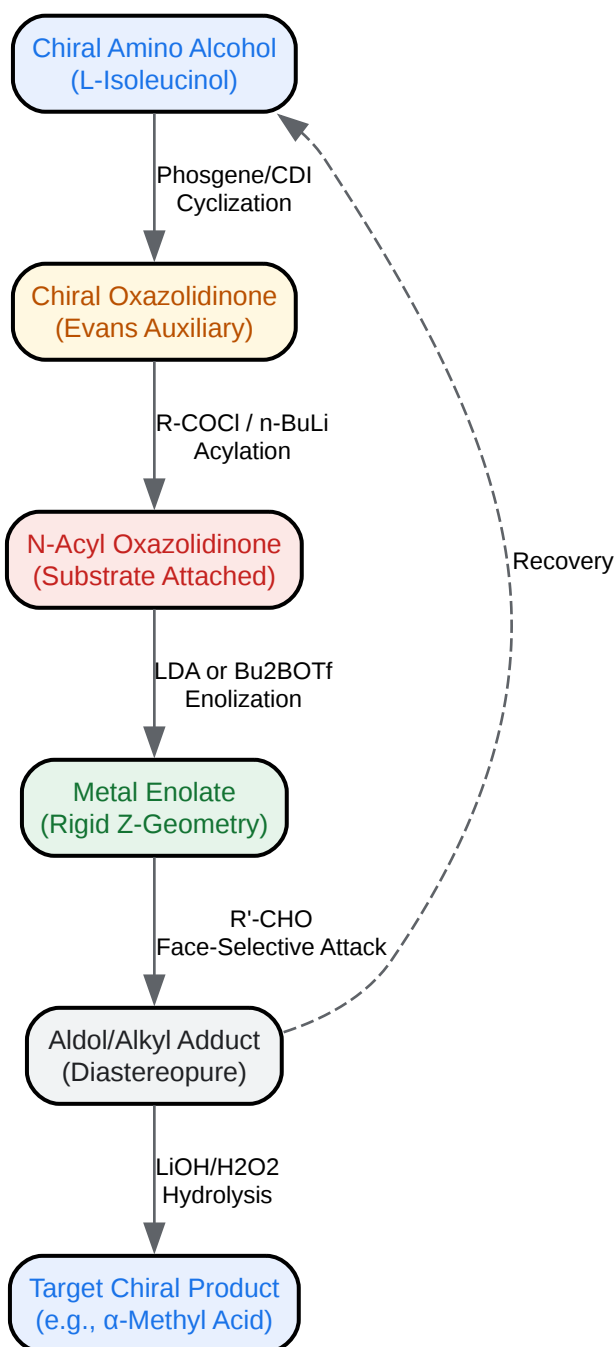 Chiral Amino Alcohol
(L-Isoleucinol)
Phosgene/CDI
Cyclization
Chiral Oxazolidinone
(Evans Auxiliary)
R-COCl / n-BuLi
Acylation
N-Acyl Oxazolidinone
(Substrate Attached)
Recovery
LDA or Bu2BOTf
Enolization
Metal Enolate
(Rigid Z-Geometry)
R'-CHO
Face-Selective Attack
Aldol/Alkyl Adduct
(Diastereopure)
LiOH/H2O2
Hydrolysis
Target Chiral Product
(e.g., α-Methyl Acid)